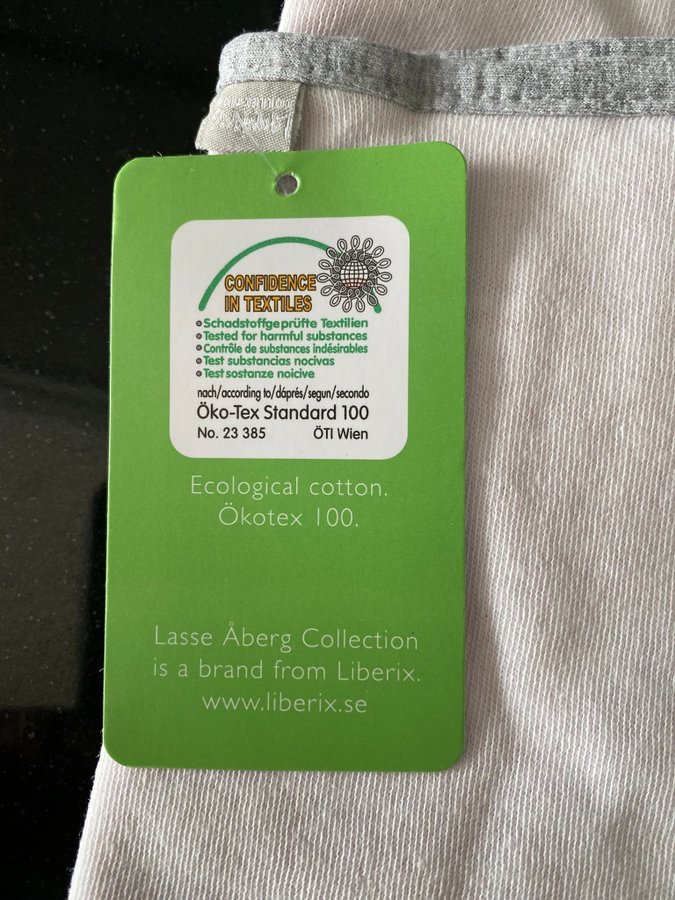 CONFIDENCE
IN TEXTILES
Schadstoffgeprüfte Textilien
Tested for harmful substances
Contrôle de substances indésirables
Test substancias nocivas
Test sostanze noicive
nach/according to/dáprés/segun/secondo
Öko-Tex Standard 100
No. 23 385 ÖTI Wien
Ecological cotton.
Ökotex 100.
Lasse Åberg Collection
is a brand from Liberix.
www.liberix.se